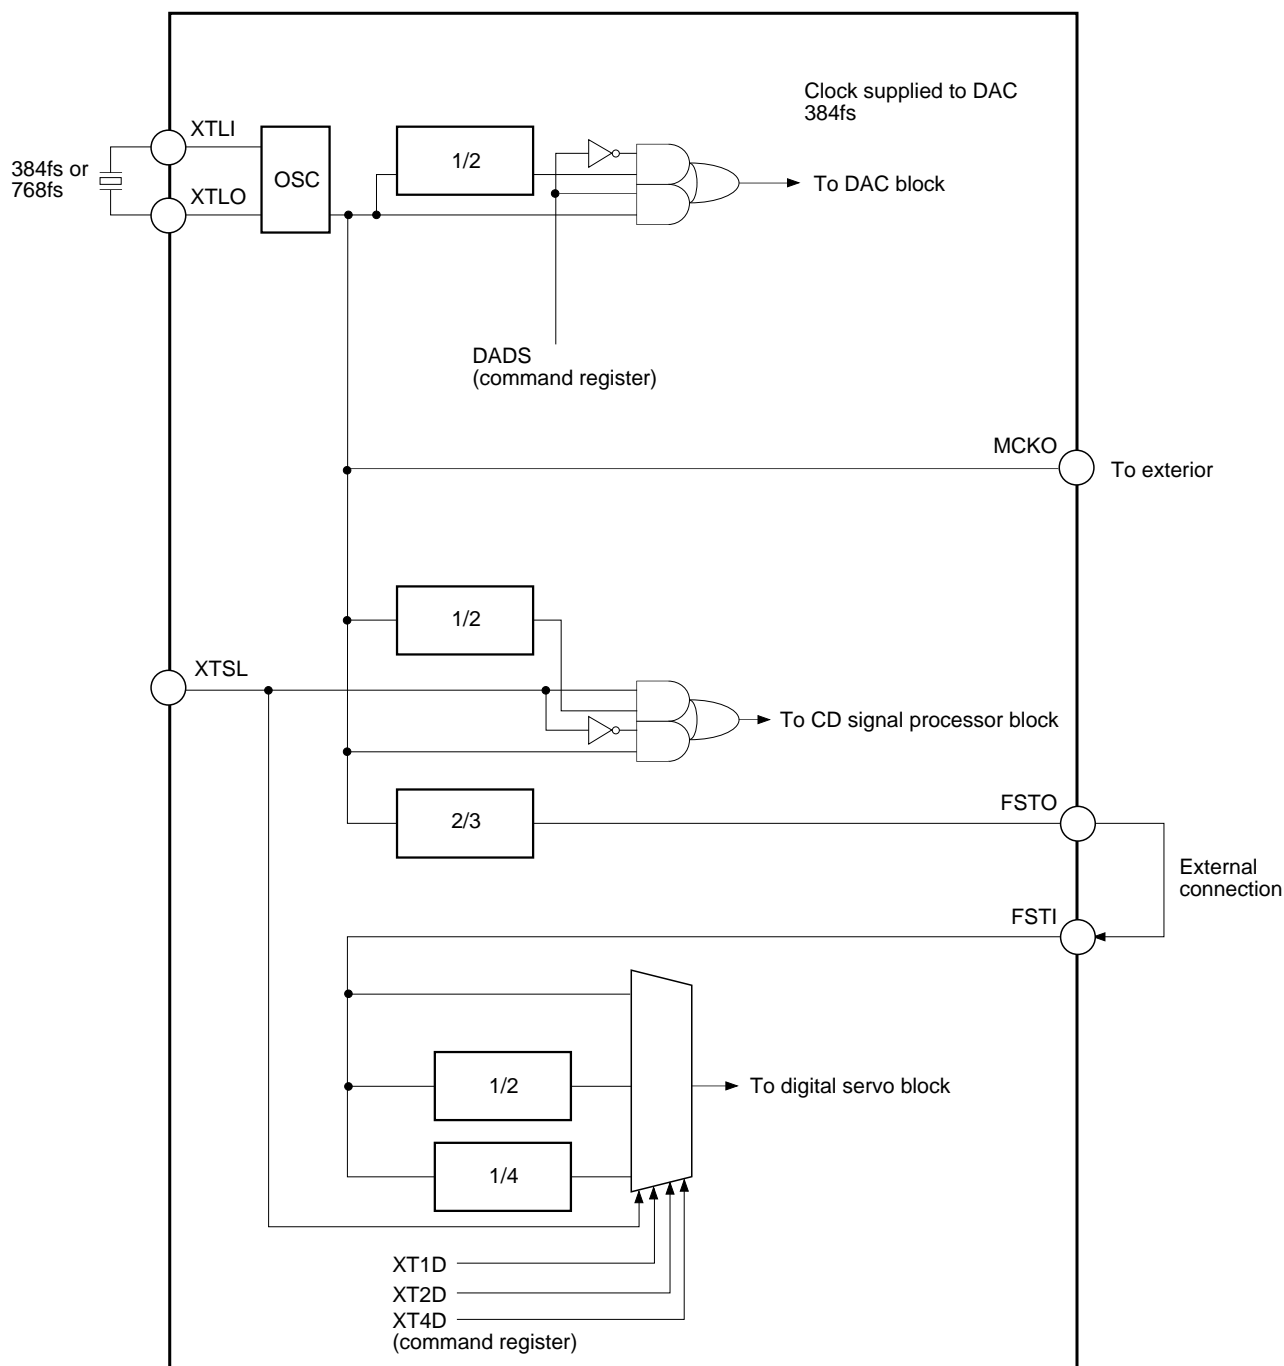 Clock supplied to DAC
384fs
XTLI
384fs or
768fs
OSC
1/2
To DAC block
XTLO
DADS
(command register)
MCKO
To exterior
1/2
XTSL
To CD signal processor block
FSTO
2/3
External
connection
FSTI
1/2
To digital servo block
1/4
XT1D
XT2D
XT4D
(command register)